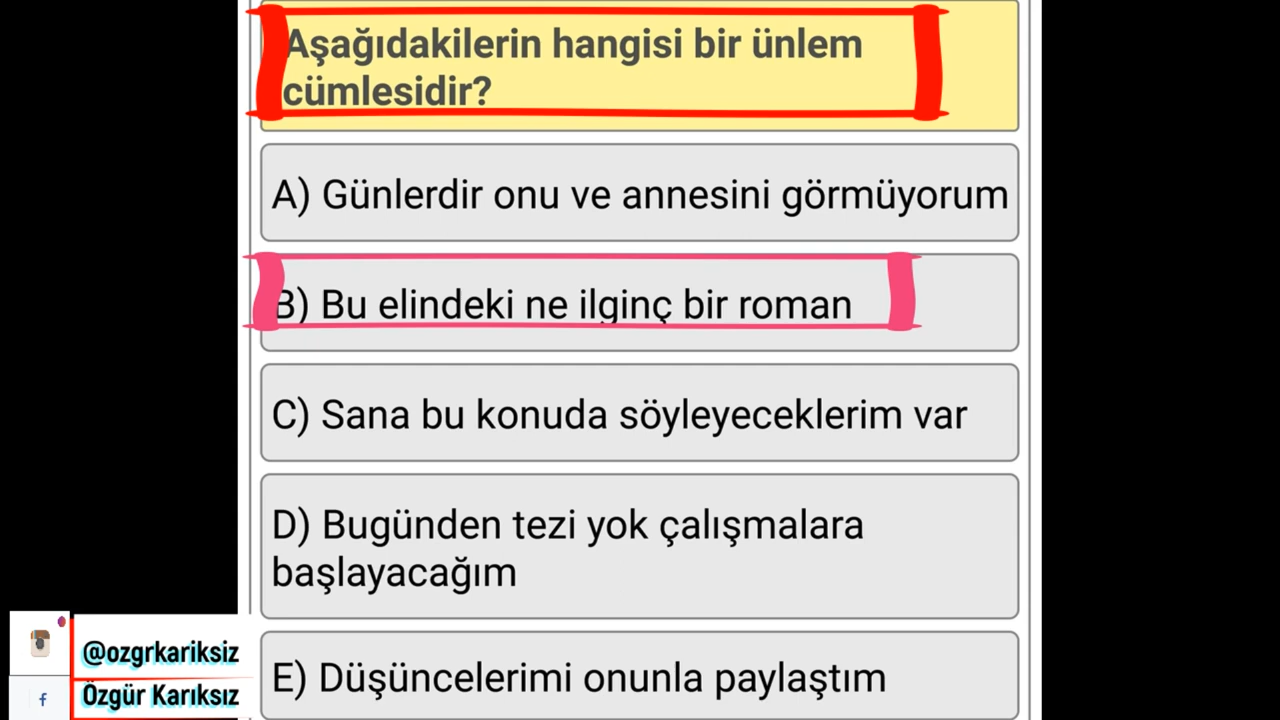 Aşağıdakilerin hangisi bir ünlem
cümlesidir?
A) Günlerdir onu ve annesini görmüyorum
B) Bu elindeki ne ilginç bir roman
C) Sana bu konuda söyleyeceklerim var
D) Bugünden tezi yok çalışmalara
başlayacağım
E) Düşüncelerimi onunla paylaştım
@ozgrkariksiz
f
Özgür Karıksız